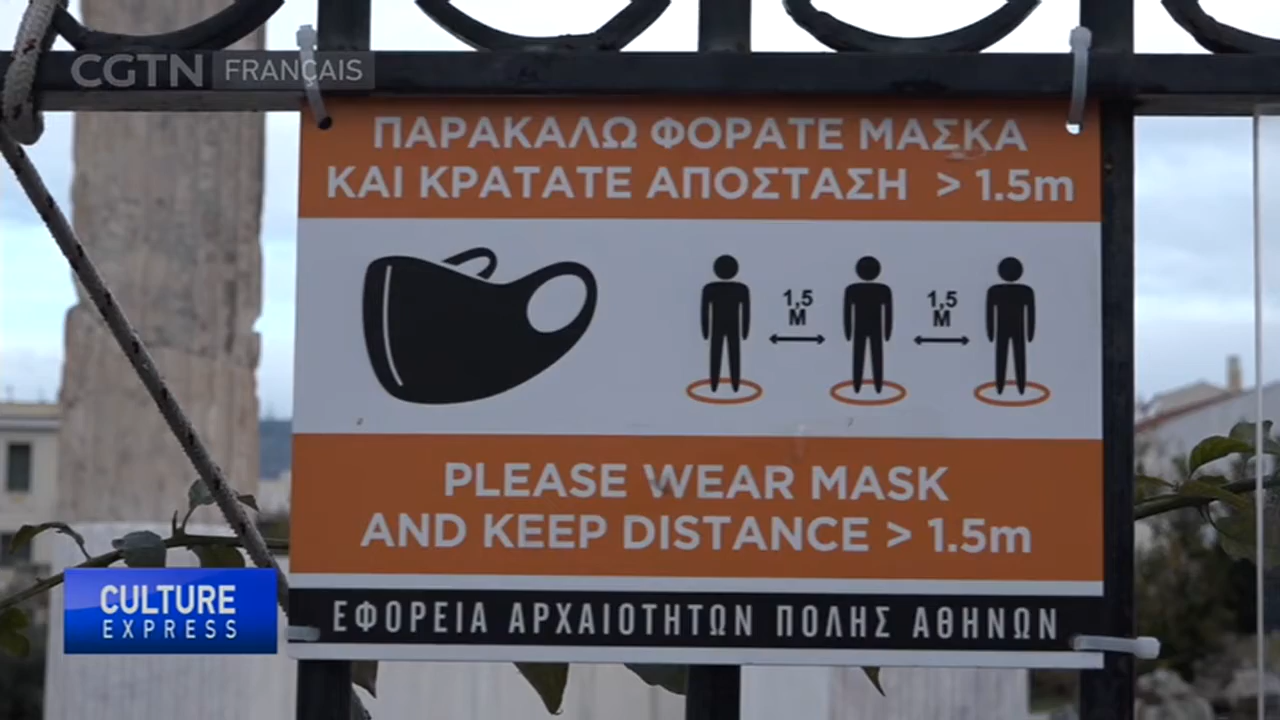 CGTN FRANÇAIS
ΠΑΡΑΚΑΛΩ ΦΟΡΑΤΕ ΜΑΣΚΑ
ΚΑΙ ΚΡΑΤΑΤΕ ΑΠΟΣΤΑΣΗ > 1.5m
1,5 1,5
M M
PLEASE WEAR MASK
AND KEEP DISTANCE > 1.5m
ΕΦΟΡΕΙΑ ΑΡΧΑΙΟΤΗΤΩΝ ΠΟΛΗΣ ΑΘΗΝΩΝ
CULTURE
EXPRESS